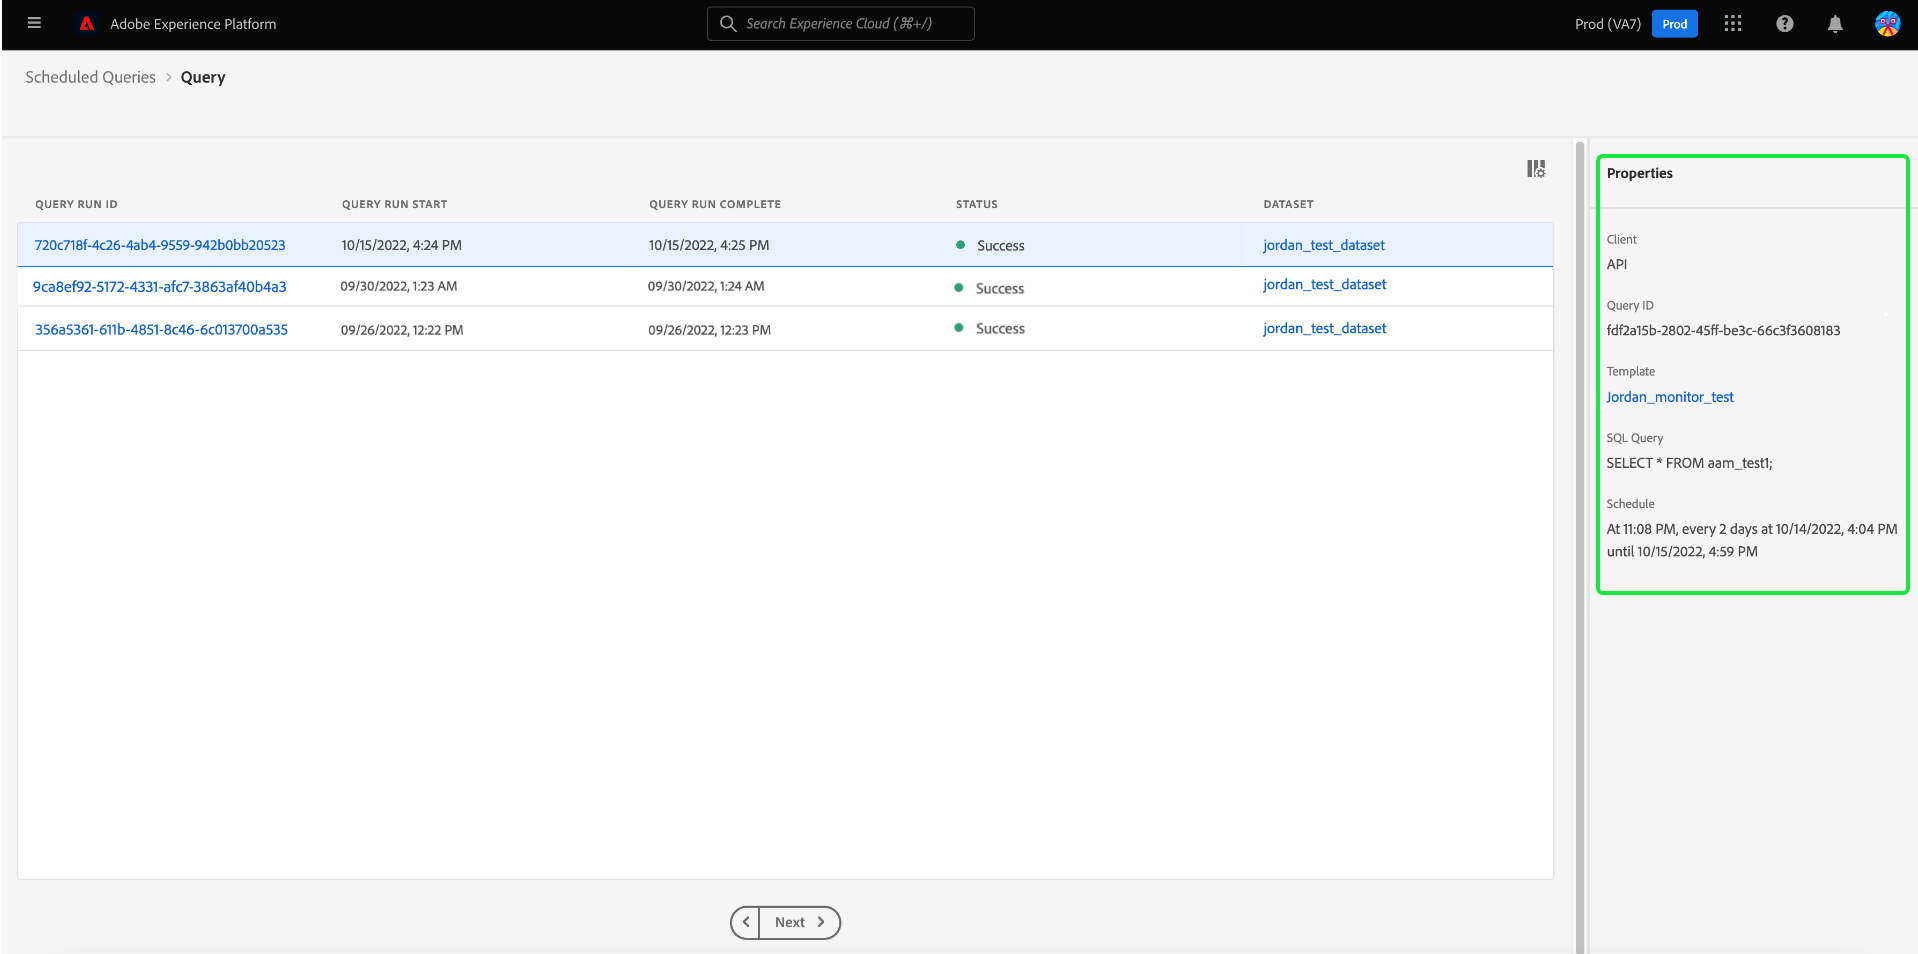 Adobe Experience Platform
Search Experience Cloud (⌘+/)
Prod (VA7)
Prod
Scheduled Queries > Query
QUERY RUN ID QUERY RUN START QUERY RUN COMPLETE STATUS DATASET
720c718f-4c26-4ab4-9559-942b0bb20523 10/15/2022, 4:24 PM 10/15/2022, 4:25 PM Success jordan_test_dataset
9ca8ef92-5172-4331-afc7-3863af40b4a3 09/30/2022, 1:23 AM 09/30/2022, 1:24 AM Success jordan_test_dataset
356a5361-611b-4851-8c46-6c013700a535 09/26/2022, 12:22 PM 09/26/2022, 12:23 PM Success jordan_test_dataset
Next
Properties
Client
API
Query ID
fdf2a15b-2802-45ff-be3c-66c3f3608183
Template
Jordan_monitor_test
SQL Query
SELECT * FROM aam_test1;
Schedule
At 11:08 PM, every 2 days at 10/14/2022, 4:04 PM
until 10/15/2022, 4:59 PM